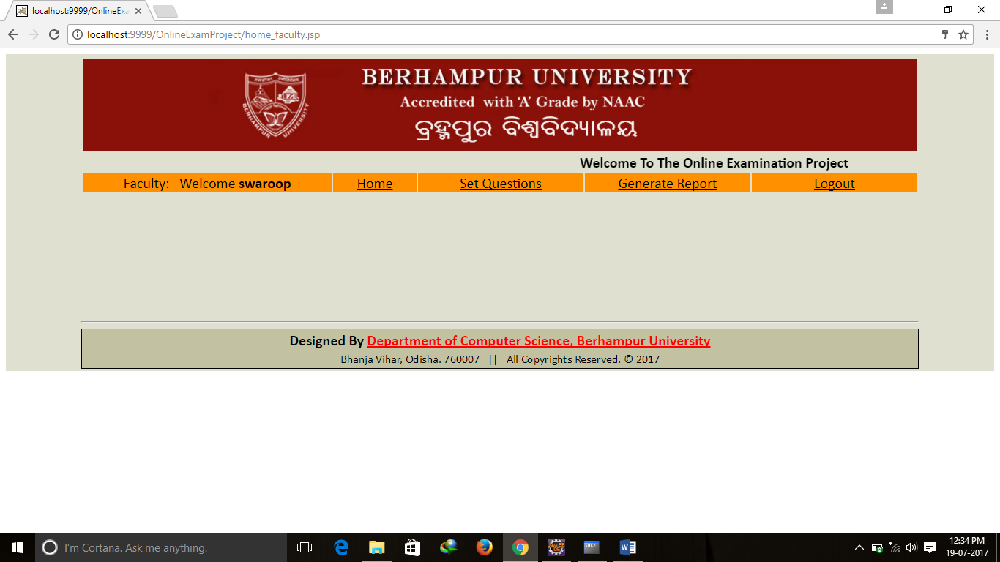 localhost:9999/OnlineExa
localhost:9999/OnlineExamProject/home_faculty.jsp
BERHAMPUR UNIVERSITY
Accredited with ‘A’ Grade by NAAC
ବ୍ରହ୍ମପୁର ବିଶ୍ୱବିଦ୍ୟାଳୟ
BERHAMPUR UNIVERSITY
Welcome To The Online Examination Project
Faculty: Welcome swaroop Home Set Questions Generate Report Logout
Designed By Department of Computer Science, Berhampur University
Bhanja Vihar, Odisha. 760007 || All Copyrights Reserved. © 2017
I'm Cortana. Ask me anything.
12:34 PM
19-07-2017